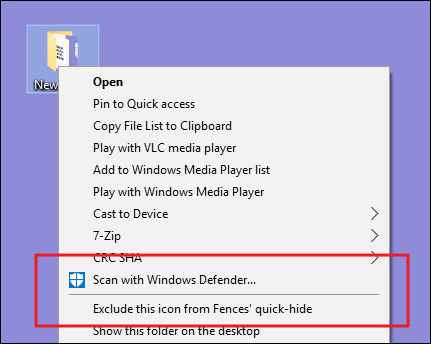 New
Open
Pin to Quick access
Copy File List to Clipboard
Play with VLC media player
Add to Windows Media Player list
Play with Windows Media Player
Cast to Device
7-Zip
CRC SHA
Scan with Windows Defender...
Exclude this icon from Fences' quick-hide
Show this folder on the desktop